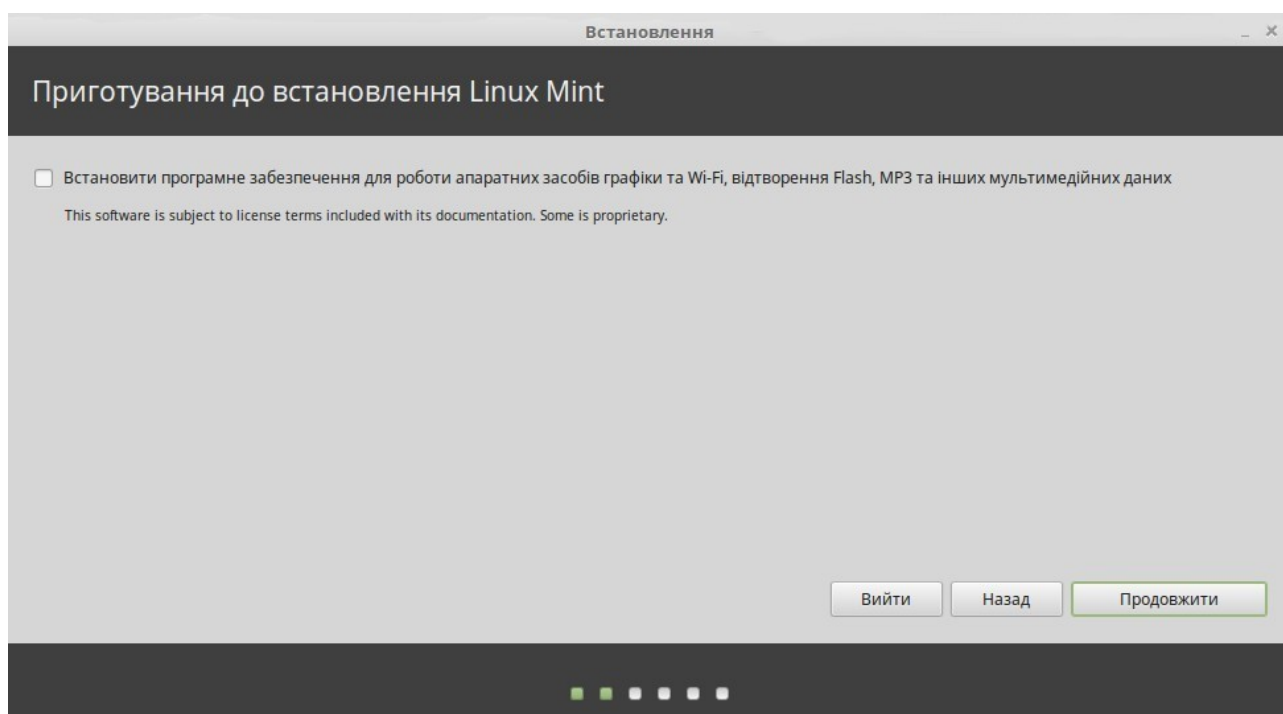 Встановлення
Приготування до встановлення Linux Mint
Встановити програмне забезпечення для роботи апаратних засобів графіки та Wi-Fi, відтворення Flash, MP3 та інших мультимедійних даних
This software is subject to license terms included with its documentation. Some is proprietary.
Вийти
Назад
Продовжити